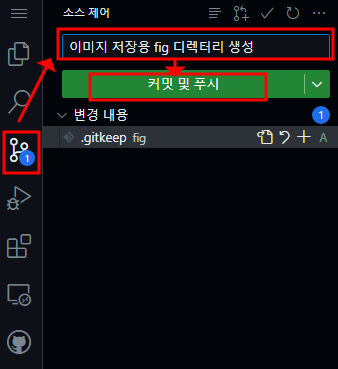 소스 제어
이미지 저장용 fig 디렉터리 생성
커밋 및 푸시
변경 내용 1
.gitkeep fig A
1